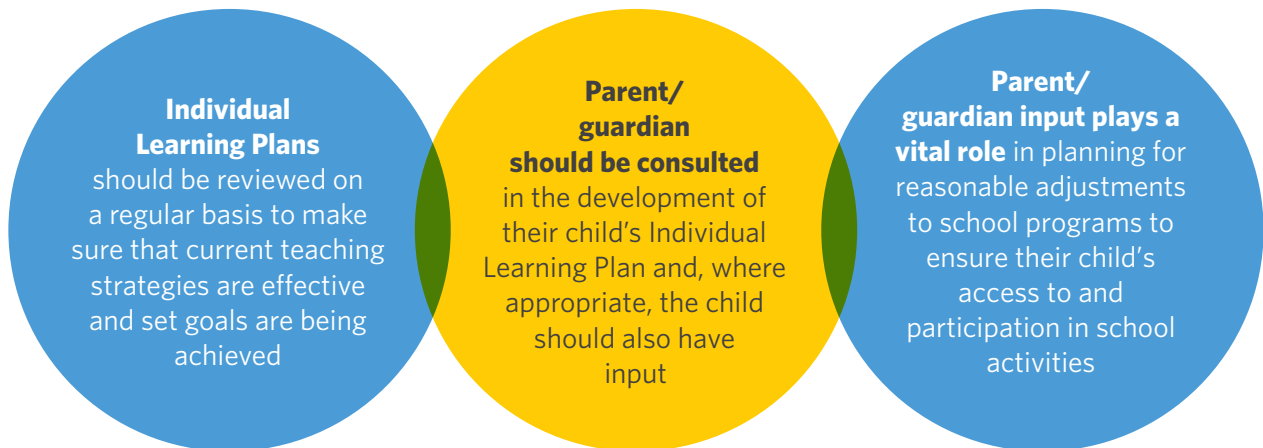 Individual
Learning Plans
should be reviewed on
a regular basis to make
sure that current teaching
strategies are effective
and set goals are being
achieved
Parent/
guardian
should be consulted
in the development of
their child's Individual
Learning Plan and, where
appropriate, the child
should also have
input
Parent/
guardian input plays a
vital role in planning for
reasonable adjustments
to school programs to
ensure their child's
access to and
participation in school
activities